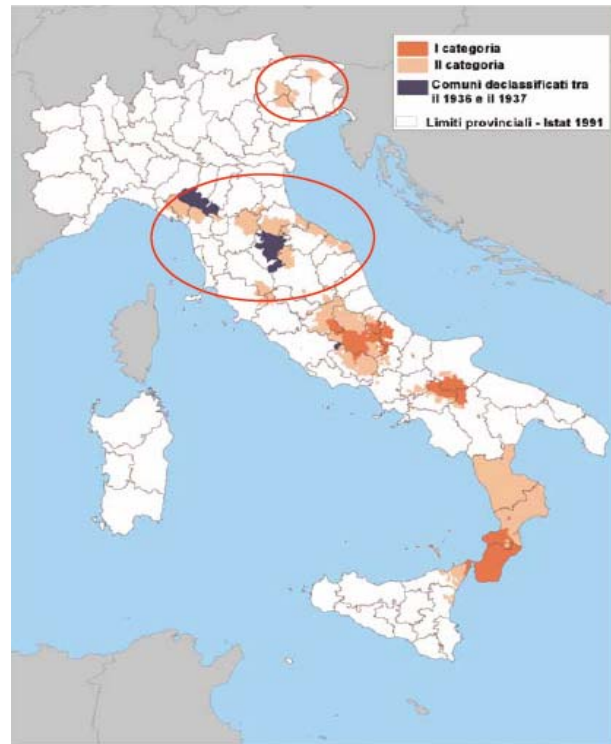 I categoria
II categoria
Comuni declassificati tra
il 1936 e il 1937
Limiti provinciali - Istat 1991